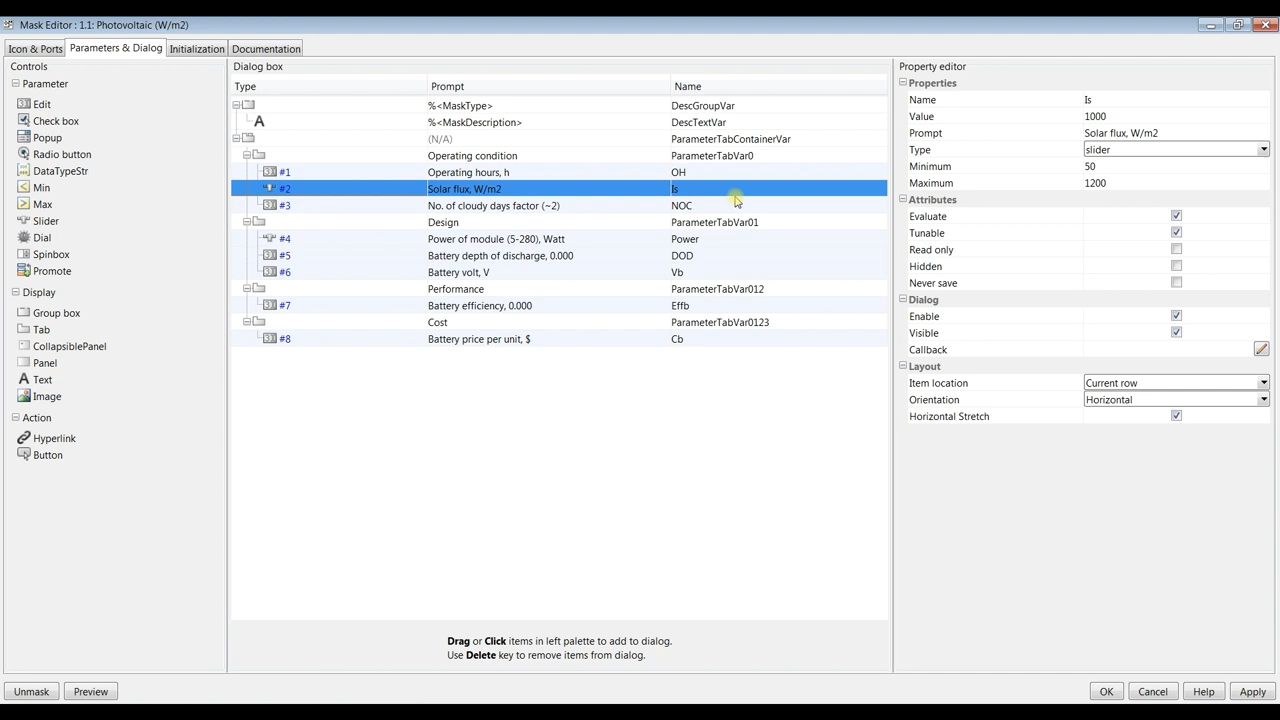 Mask Editor : 1.1: Photovoltaic (W/m2)
Icon & Ports Parameters & Dialog Initialization Documentation
Controls
Parameter
Edit
Check box
Popup
Radio button
DataTypeStr
Min
Max
Slider
Dial
Spinbox
Promote
Display
Group box
Tab
CollapsiblePanel
Panel
Text
Image
Action
Hyperlink
Button
Dialog box
Type Prompt Name
%<MaskType> DescGroupVar
A %<MaskDescription> DescTextVar
(N/A) ParameterTabContainerVar
Operating condition ParameterTabVar0
#1 Operating hours, h OH
#2 Solar flux, W/m2 Is
#3 No. of cloudy days factor (~2) NOC
Design ParameterTabVar01
#4 Power of module (5-280), Watt Power
#5 Battery depth of discharge, 0.000 DOD
#6 Battery volt, V Vb
Performance ParameterTabVar012
#7 Battery efficiency, 0.000 Effb
Cost ParameterTabVar0123
#8 Battery price per unit, $ Cb
Drag or Click items in left palette to add to dialog.
Use Delete key to remove items from dialog.
Property editor
Properties
Name Is
Value 1000
Prompt Solar flux, W/m2
Type slider
Minimum 50
Maximum 1200
Attributes
Evaluate
Tunable
Read only
Hidden
Never save
Dialog
Enable
Visible
Callback
Layout
Item location Current row
Orientation Horizontal
Horizontal Stretch
Unmask Preview OK Cancel Help Apply